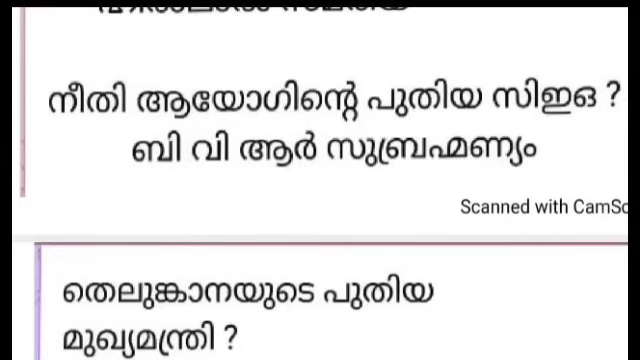 നീതി ആയോഗിന്റെ പുതിയ സിഇഒ ?
ബി വി ആർ സുബ്രഹ്മണ്യം
Scanned with CamSc
തെലുങ്കാനയുടെ പുതിയ
മുഖ്യമന്ത്രി ?